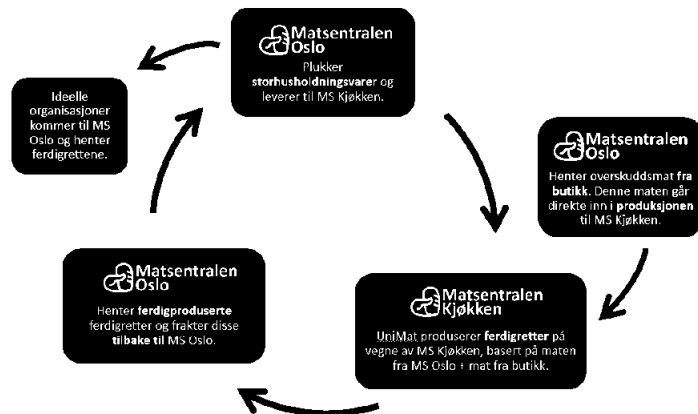 Matsentralen
Oslo
Plukker
storhusholdningsvarer og
leverer til MS Kjøkken.
Ideelle
organisasjoner
kommer til MS
Oslo og henter
ferdigrettene.
Matsentralen
Oslo
Henter overskuddsmat fra
butikk. Denne maten går
direkte inn i produksjonen
til MS Kjøkken.
Matsentralen
Oslo
Henter ferdigproduserte
ferdigretter og frakter disse
tilbake til MS Oslo.
Matsentralen
Kjøkken
UniMat produserer ferdigretter på
vegne av MS Kjøkken, basert på maten
fra MS Oslo + mat fra butikk.